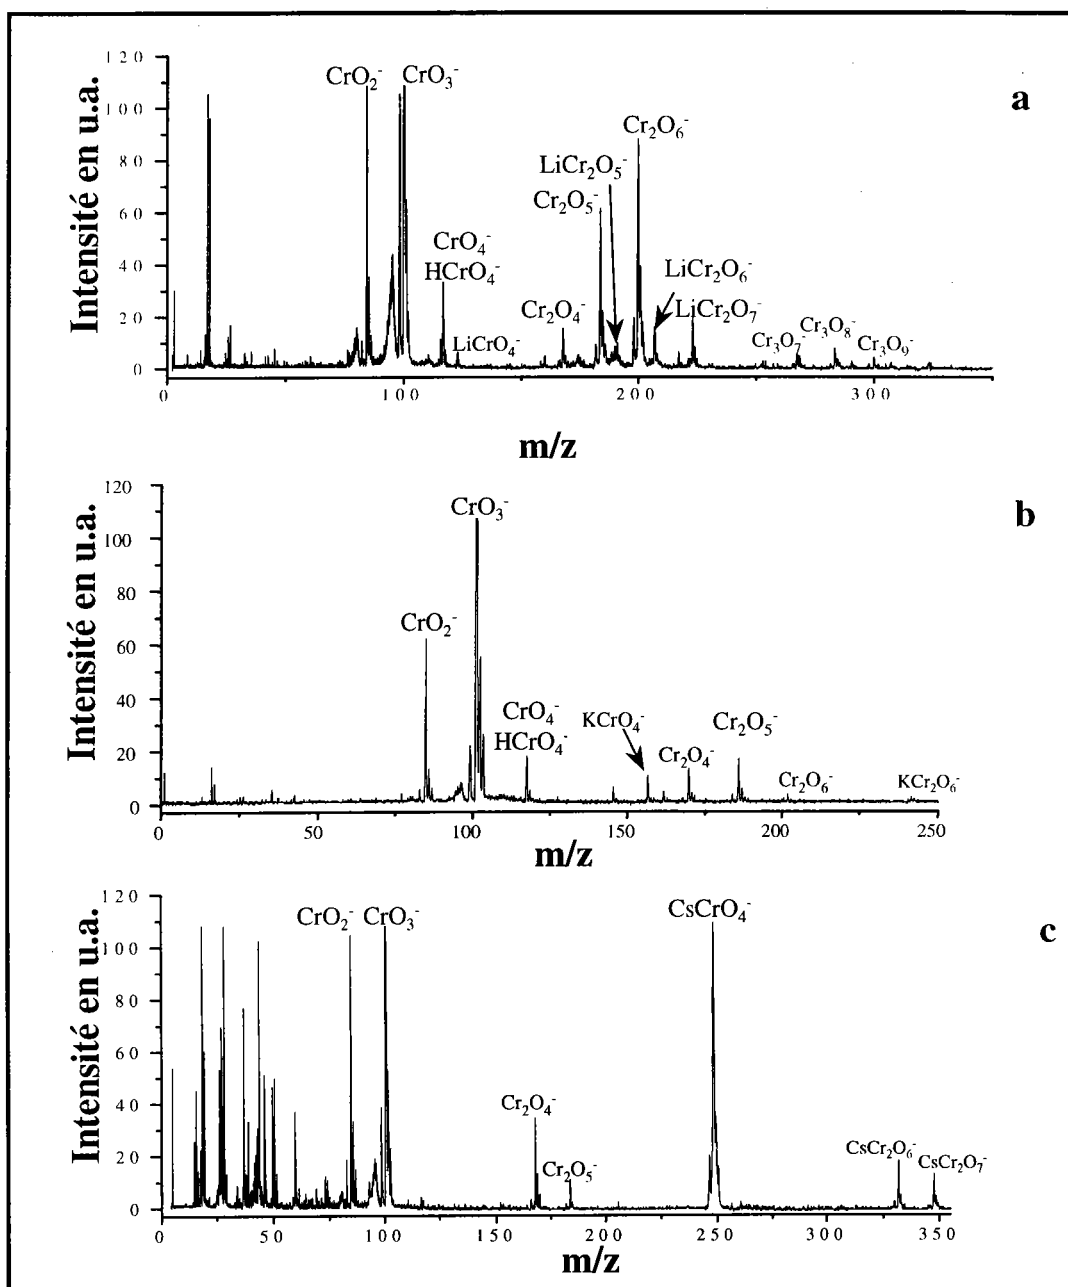 a
Intensité en u.a.
120
100
80
60
40
20
0
CrO₂⁻
CrO₃⁻
CrO₄⁻
HCrO₄⁻
LiCrO₄⁻
Cr₂O₄⁻
Cr₂O₅⁻
LiCr₂O₅⁻
Cr₂O₆⁻
LiCr₂O₆⁻
LiCr₂O₇⁻
Cr₃O₇⁻
Cr₃O₈⁻
Cr₃O₉⁻
0 100 200 300
m/z
b
Intensité en u.a.
120
100
80
60
40
20
0
CrO₂⁻
CrO₃⁻
CrO₄⁻
HCrO₄⁻
KCrO₄⁻
Cr₂O₄⁻
Cr₂O₅⁻
Cr₂O₆⁻
KCr₂O₆⁻
0 50 100 150 200 250
m/z
c
Intensité en u.a.
120
100
80
60
40
20
0
CrO₂⁻
CrO₃⁻
Cr₂O₄⁻
Cr₂O₅⁻
CsCrO₄⁻
CsCr₂O₆⁻
CsCr₂O₇⁻
0 50 100 150 200 250 300 350
m/z